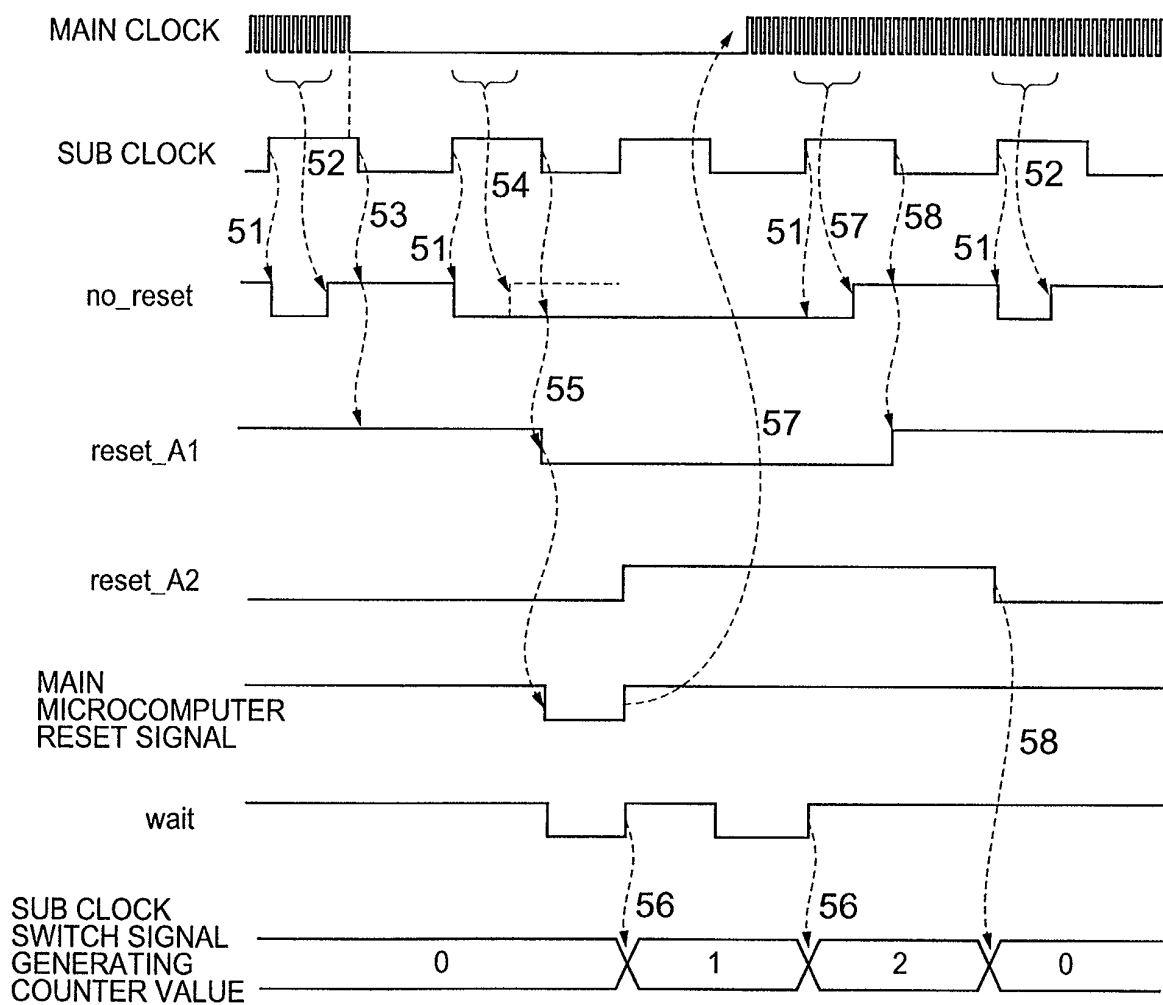 MAIN CLOCK
SUB CLOCK
52
54
52
51
53
51
51
57
58
51
no_reset
55
57
reset_A1
reset_A2
MAIN
MICROCOMPUTER
RESET SIGNAL
58
wait
56
56
SUB CLOCK
SWITCH SIGNAL
GENERATING
COUNTER VALUE
0
1
2
0